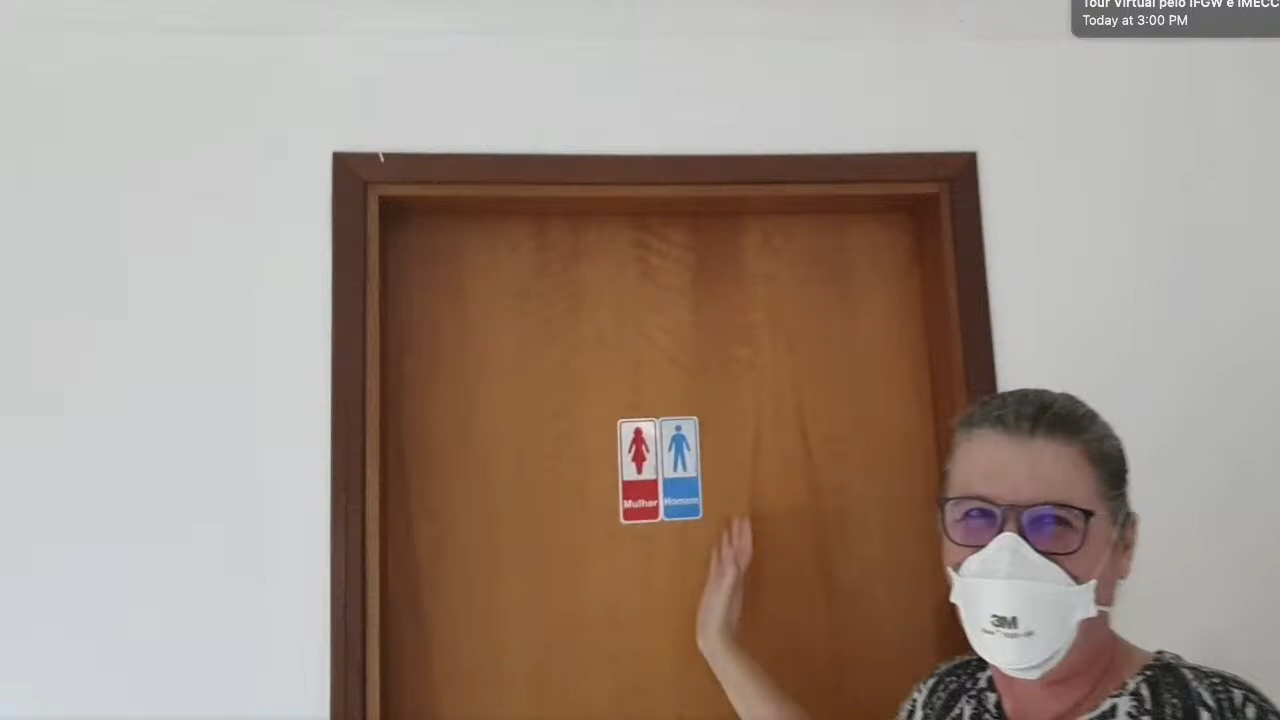 Tour Virtual pelo IFGW e IMECC
Today at 3:00 PM
Mulher
Homem
3M